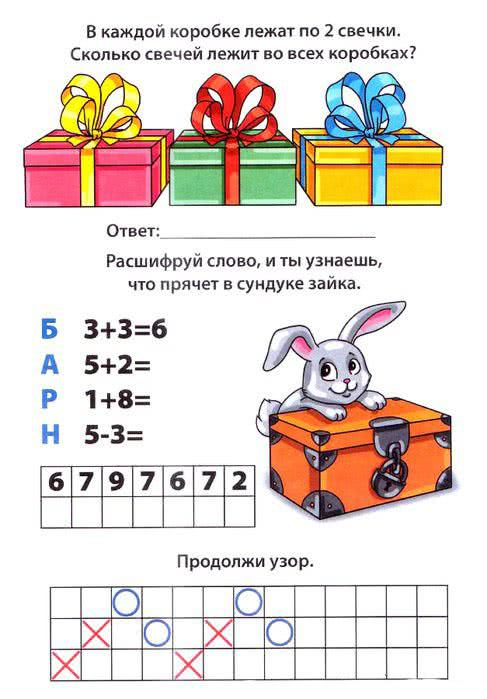 В каждой коробке лежат по 2 свечки.
Сколько свечей лежит во всех коробках?
Ответ:
Расшифруй слово, и ты узнаешь,
что прячет в сундуке зайка.
Б 3+3=6
А 5+2=
Р 1+8=
Н 5-3=
6 7 9 7 6 7 2
Продолжи узор.